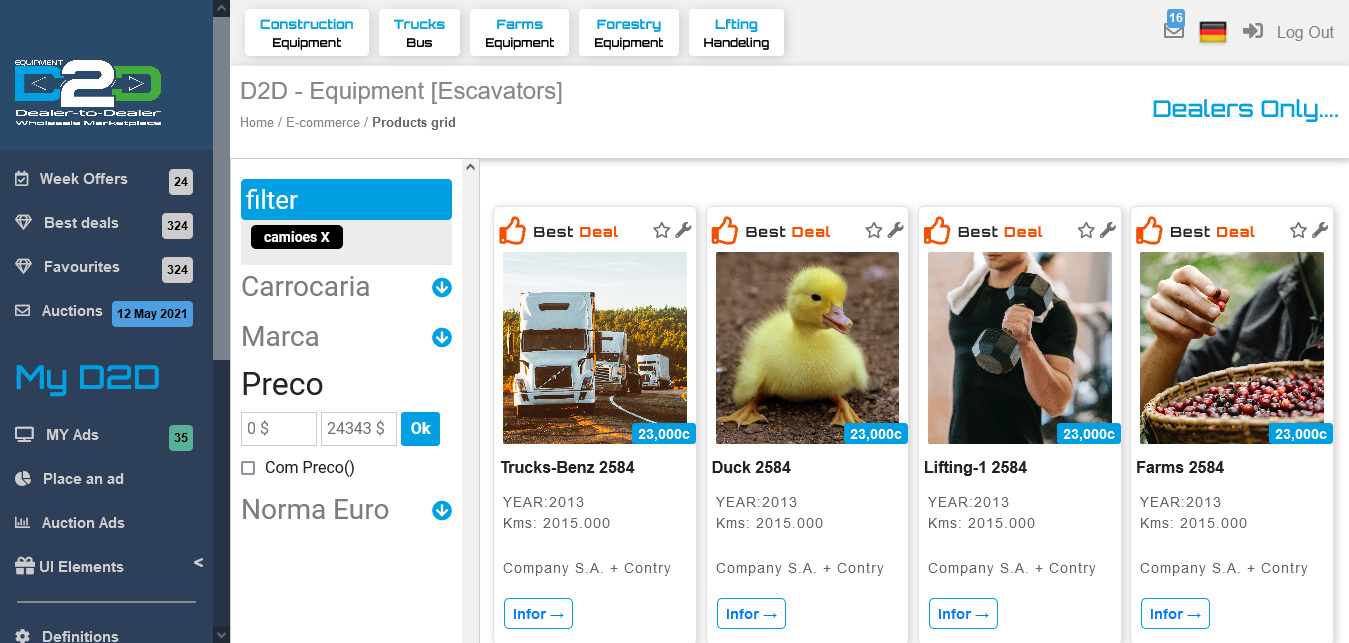 Construction
Equipment
Trucks
Bus
Farms
Equipment
Forestry
Equipment
Lfting
Handeling
16
Log Out
EQUIPMENT
D2D
Dealer-to-Dealer
Wholesale Marketplace
Week Offers 24
Best deals 324
Favourites 324
Auctions 12 May 2021
My D2D
MY Ads 35
Place an ad
Auction Ads
UI Elements <
Definitions
D2D - Equipment [Escavators]
Home / E-commerce / Products grid
Dealers Only....
filter
camioes X
Carrocaria
Marca
Preco
0 $ 24343 $ Ok
Com Preco()
Norma Euro
Best Deal
23,000c
Trucks-Benz 2584
YEAR:2013
Kms: 2015.000
Company S.A. + Contry
Infor →
Best Deal
23,000c
Duck 2584
YEAR:2013
Kms: 2015.000
Company S.A. + Contry
Infor →
Best Deal
23,000c
Lifting-1 2584
YEAR:2013
Kms: 2015.000
Company S.A. + Contry
Infor →
Best Deal
23,000c
Farms 2584
YEAR:2013
Kms: 2015.000
Company S.A. + Contry
Infor →